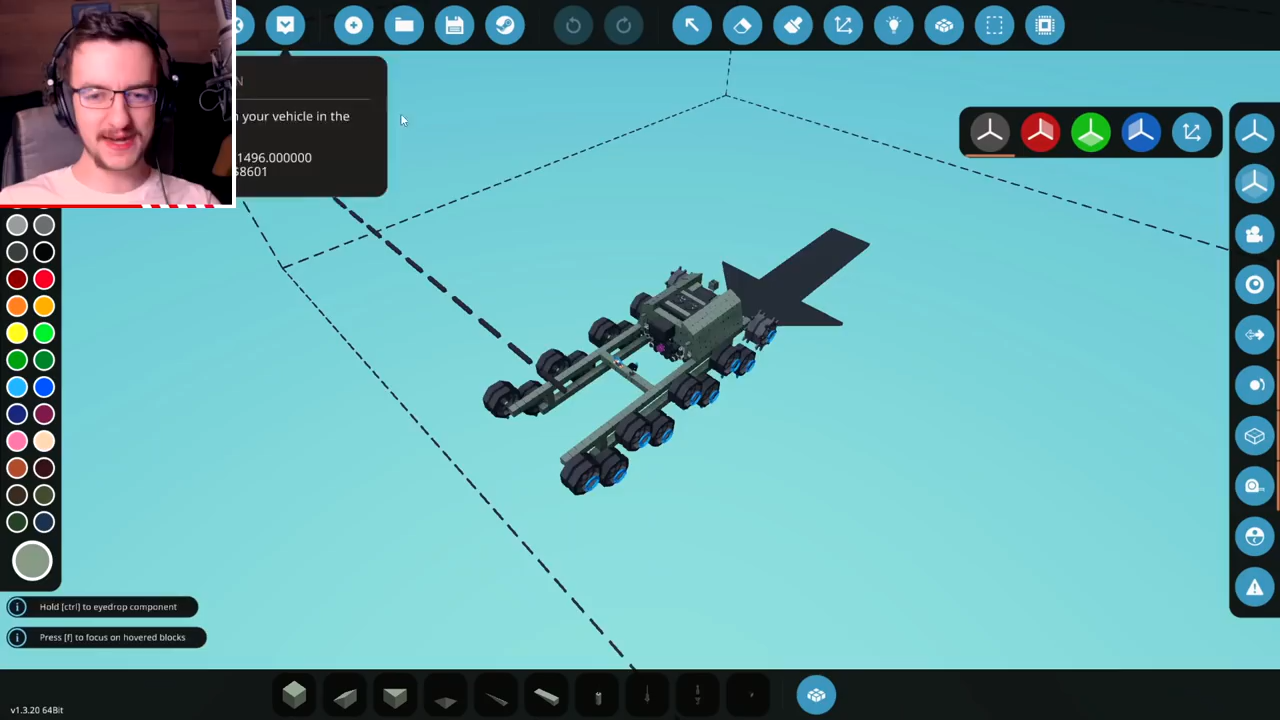 N
your vehicle in the
1496.000000
58601
Hold [ctrl] to eyedrop component
Press [f] to focus on hovered blocks
v1.3.20 64Bit